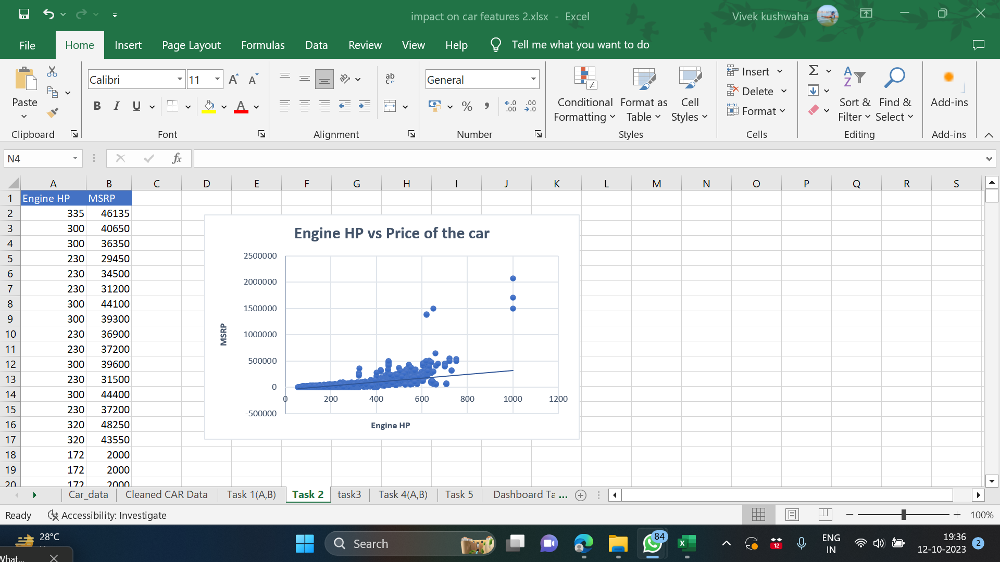 impact on car features 2.xlsx - Excel
Vivek kushwaha
File Home Insert Page Layout Formulas Data Review View Help Tell me what you want to do
Paste
Clipboard
Calibri 11
B I U
Font
ab
Alignment
General
% , .0 .00
.00 .0
Number
Conditional
Formatting
Format as
Table
Cell
Styles
Styles
Insert
Delete
Format
Cells
Sort &
Filter
Find &
Select
Editing
Add-ins
Add-ins
N4 fx
A B C D E F G H I J K L M N O P Q R S
1 Engine HP MSRP
2 335 46135
3 300 40650
4 300 36350
5 230 29450
6 230 34500
7 230 31200
8 300 44100
9 300 39300
10 230 36900
11 230 37200
12 300 39600
13 230 31500
14 300 44400
15 230 37200
16 320 48250
17 320 43550
18 172 2000
19 172 2000
20 172 2000
Engine HP vs Price of the car
2500000
2000000
1500000
1000000
500000
0
-500000
0 200 400 600 800 1000 1200
MSRP
Engine HP
Car_data Cleaned CAR Data Task 1(A,B) Task 2 task3 Task 4(A,B) Task 5 Dashboard Ta ...
Ready Accessibility: Investigate 100%
28°C
What...
Search
84
12
ENG
IN
19:36
12-10-2023
2